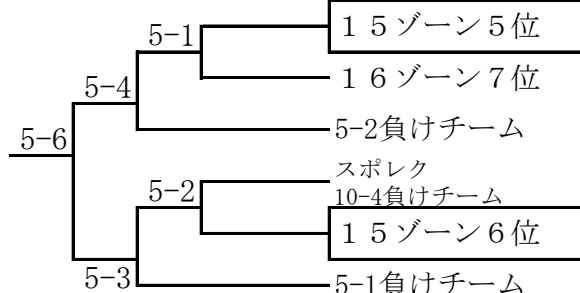 5-1
１５ゾーン５位
１６ゾーン７位
5-4
5-2負けチーム
5-6
スポレク
10-4負けチーム
5-2
１５ゾーン６位
5-3
5-1負けチーム